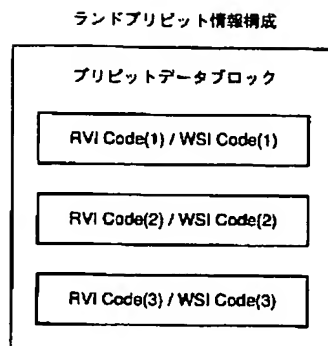 ランドプリピット情報構成
プリピットデータブロック
RVI Code(1) / WSI Code(1)
RVI Code(2) / WSI Code(2)
RVI Code(3) / WSI Code(3)